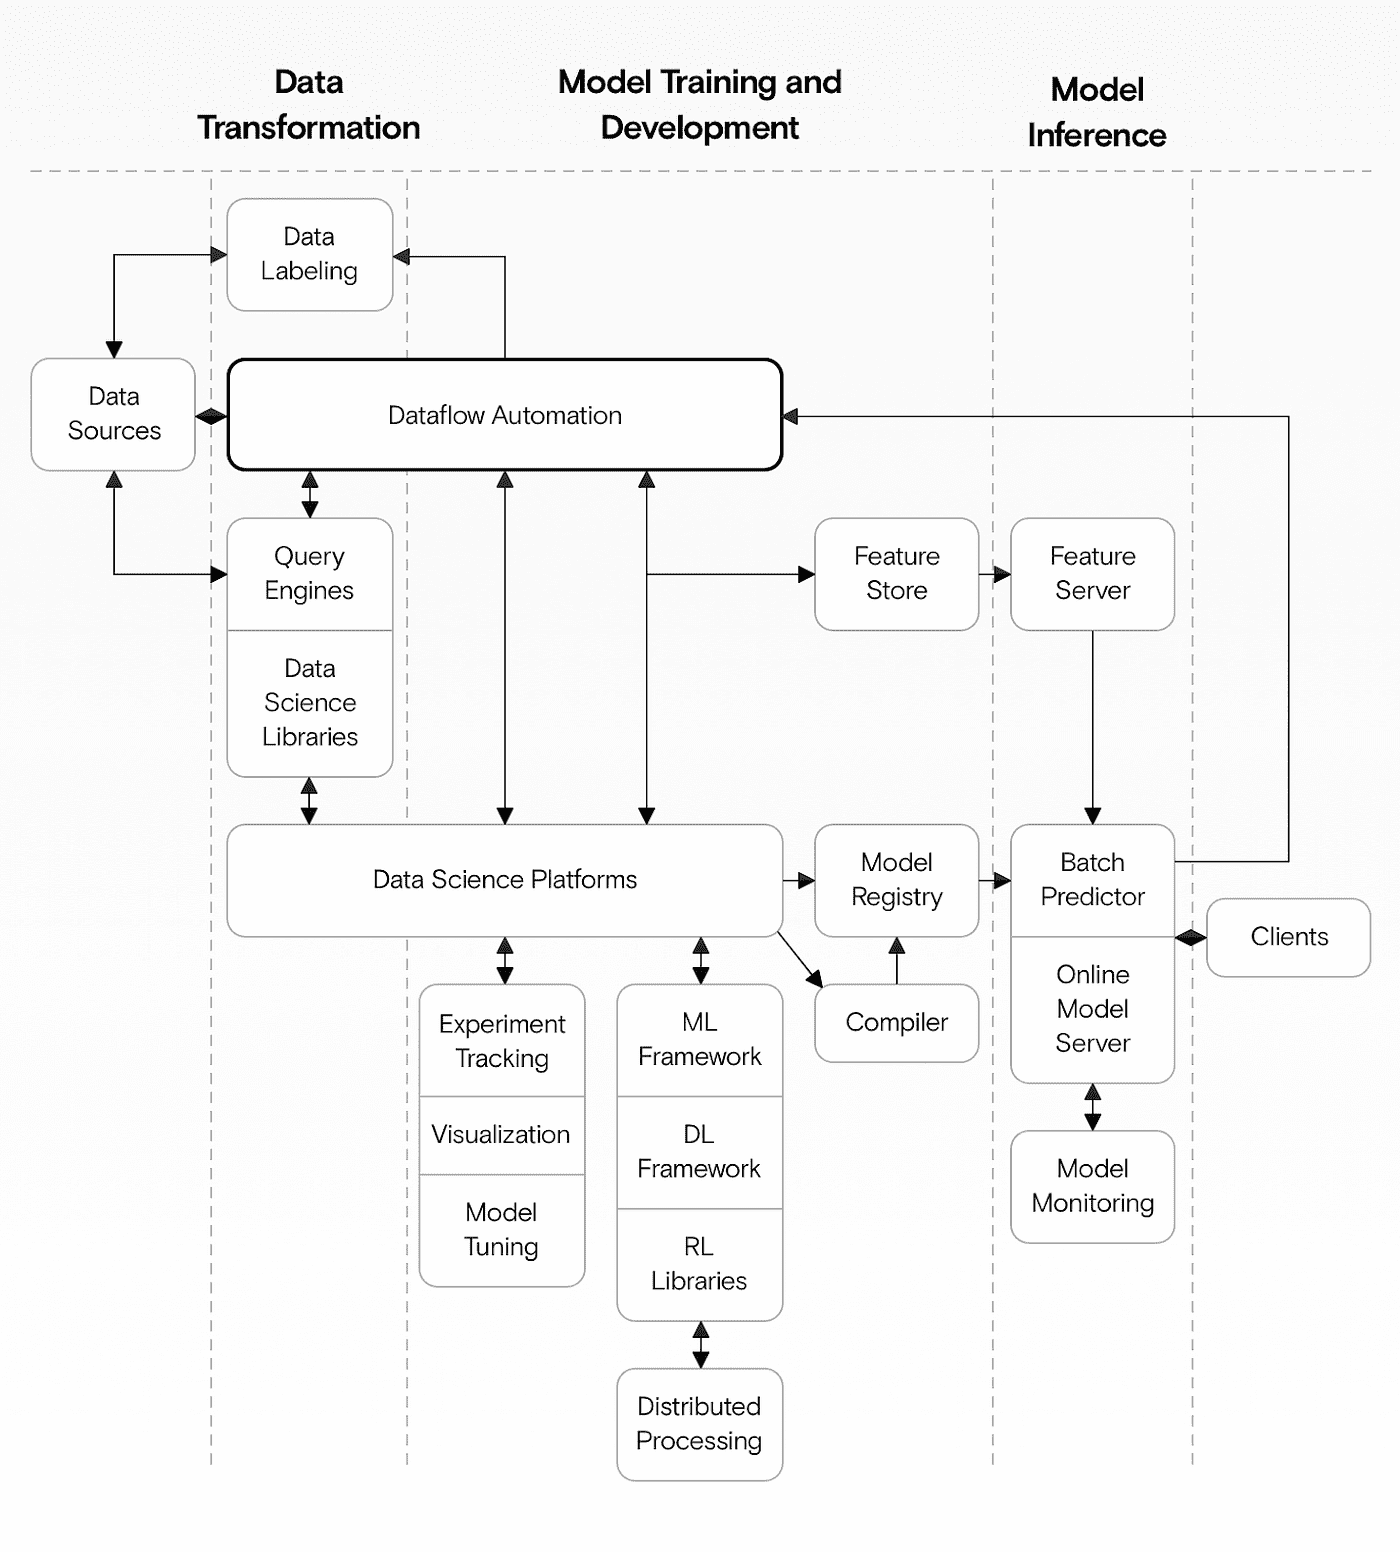 Data
Transformation
Model Training and
Development
Model
Inference
Data
Labeling
Data
Sources
Dataflow Automation
Query
Engines
Feature
Store
Feature
Server
Data
Science
Libraries
Data Science Platforms
Model
Registry
Batch
Predictor
Clients
Online
Model
Server
Experiment
Tracking
Visualization
Model
Tuning
ML
Framework
DL
Framework
RL
Libraries
Compiler
Model
Monitoring
Distributed
Processing